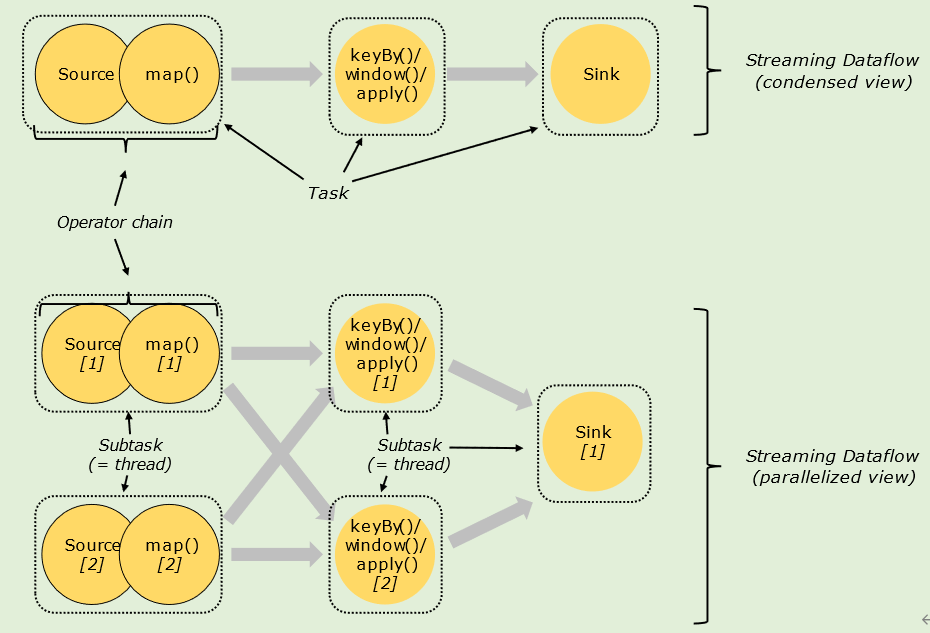 Source
map()
keyBy()/
window()/
apply()
Sink
Streaming Dataflow
(condensed view)
Task
Operator chain
Source
[1]
map()
[1]
keyBy()/
window()/
apply()
[1]
Subtask
(= thread)
Subtask
(= thread)
Sink
[1]
Streaming Dataflow
(parallelized view)
Source
[2]
map()
[2]
keyBy()/
window()/
apply()
[2]